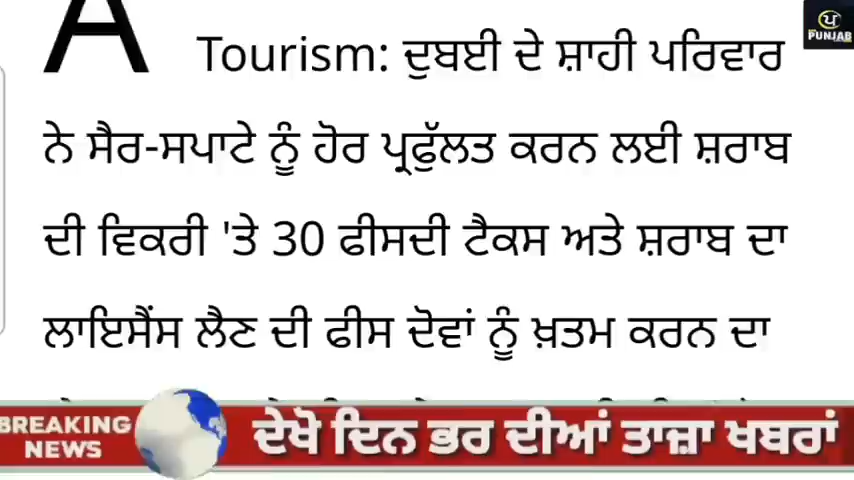 A
Tourism: ਦੁਬਈ ਦੇ ਸ਼ਾਹੀ ਪਰਿਵਾਰ
ਨੇ ਸੈਰ-ਸਪਾਟੇ ਨੂੰ ਹੋਰ ਪ੍ਰਫੁੱਲਤ ਕਰਨ ਲਈ ਸ਼ਰਾਬ
ਦੀ ਵਿਕਰੀ 'ਤੇ 30 ਫੀਸਦੀ ਟੈਕਸ ਅਤੇ ਸ਼ਰਾਬ ਦਾ
ਲਾਇਸੈਂਸ ਲੈਣ ਦੀ ਫੀਸ ਦੋਵਾਂ ਨੂੰ ਖ਼ਤਮ ਕਰਨ ਦਾ
ਪ
PUNJAB
BREAKING
NEWS
ਦੇਖੋ ਦਿਨ ਭਰ ਦੀਆਂ ਤਾਜ਼ਾ ਖਬਰਾਂ